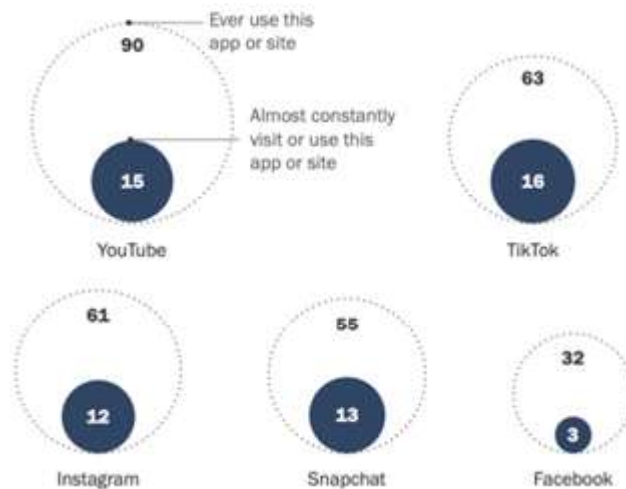 Ever use this
app or site
90
Almost constantly
visit or use this
app or site
15
YouTube
63
16
TikTok
61
12
Instagram
55
13
Snapchat
32
3
Facebook